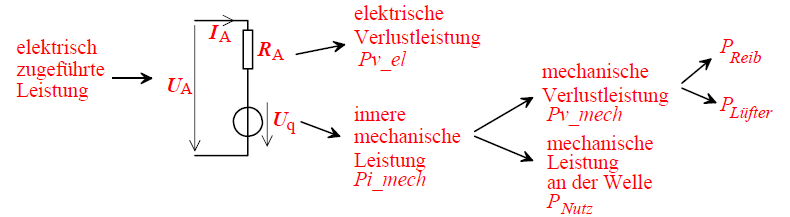 elektrisch
zugeführte
Leistung
U_A
I_A
R_A
U_q
elektrische
Verlustleistung
Pv_el
innere
mechanische
Leistung
Pi_mech
mechanische
Verlustleistung
Pv_mech
mechanische
Leistung
an der Welle
P_Nutz
P_Reib
P_Lüfter